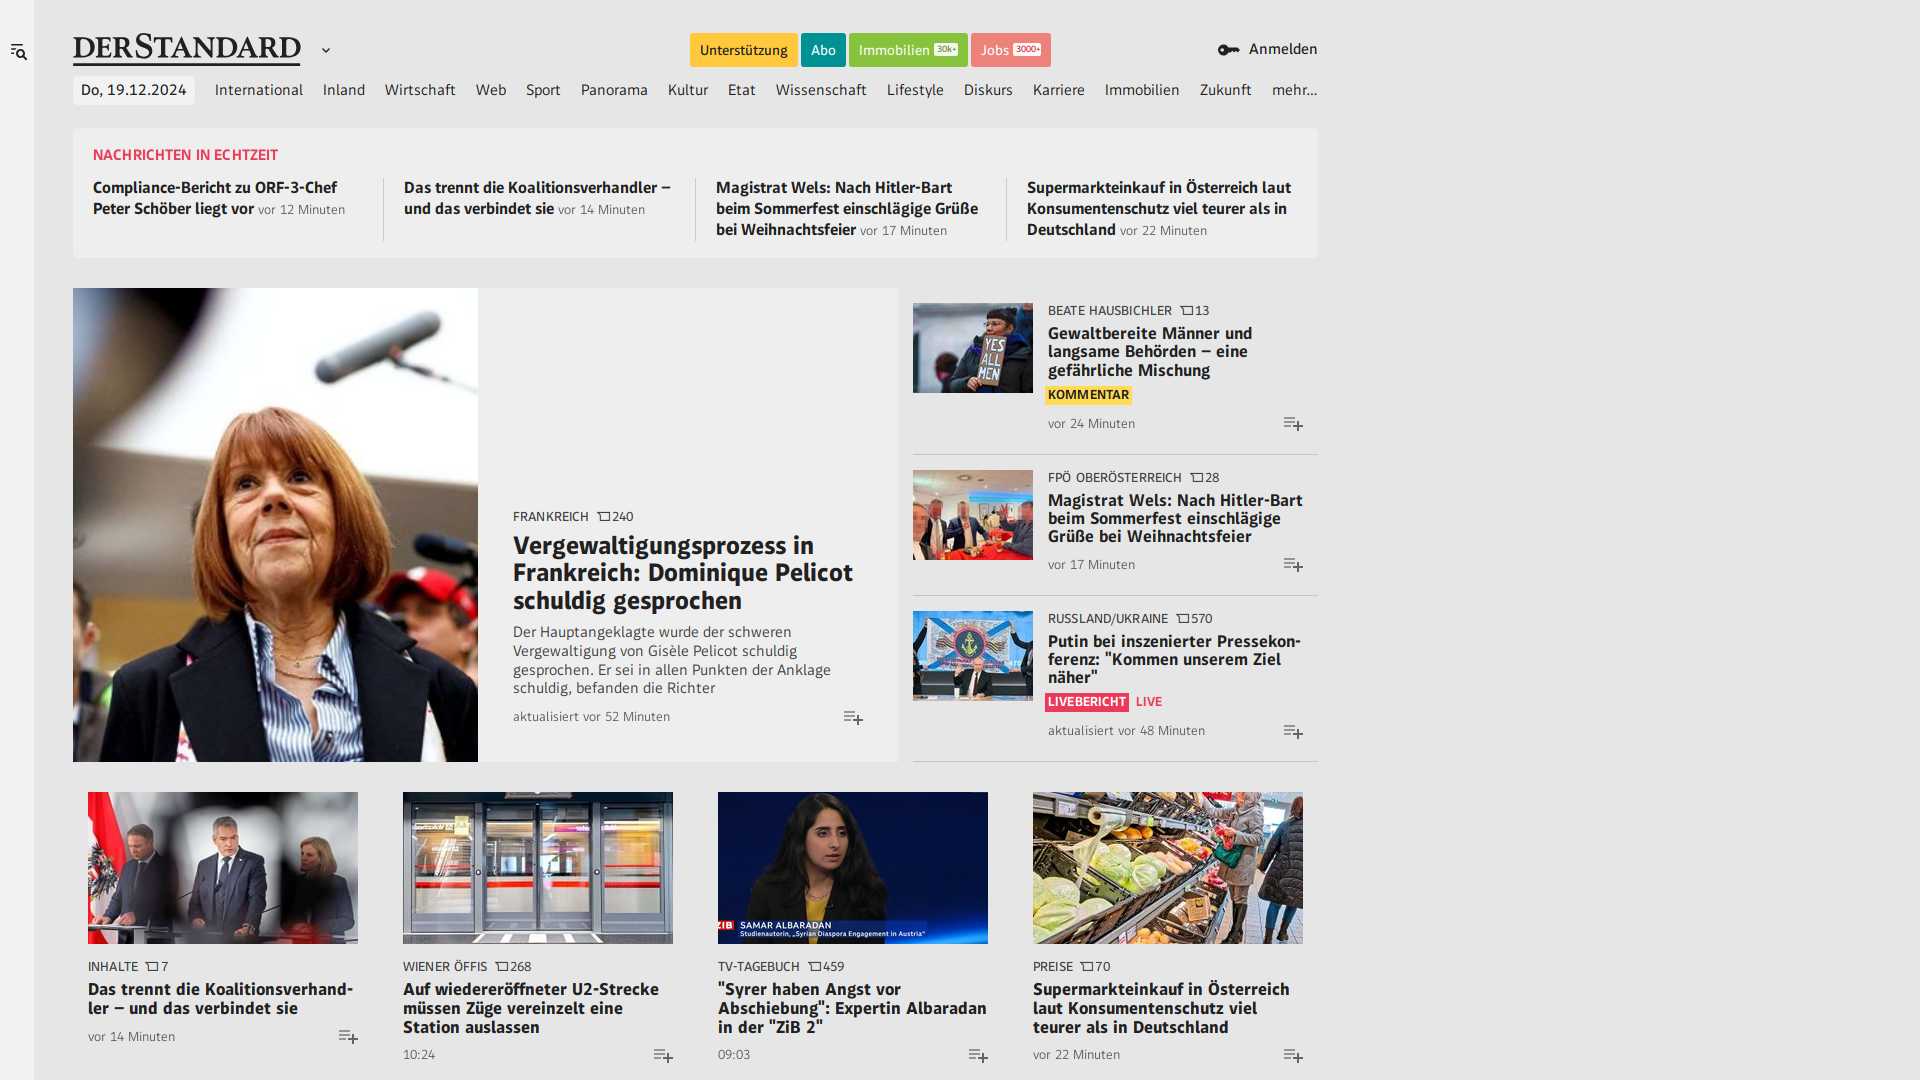 DERSTANDARD
Unterstützung
Abo
Immobilien 30k+
Jobs 3000+
Anmelden
Do, 19.12.2024
International
Inland
Wirtschaft
Web
Sport
Panorama
Kultur
Etat
Wissenschaft
Lifestyle
Diskurs
Karriere
Immobilien
Zukunft
mehr...
NACHRICHTEN IN ECHTZEIT
Compliance-Bericht zu ORF-3-Chef
Peter Schöber liegt vor vor 12 Minuten
Das trennt die Koalitionsverhandler –
und das verbindet sie vor 14 Minuten
Magistrat Wels: Nach Hitler-Bart
beim Sommerfest einschlägige Grüße
bei Weihnachtsfeier vor 17 Minuten
Supermarkteinkauf in Österreich laut
Konsumentenschutz viel teurer als in
Deutschland vor 22 Minuten
FRANKREICH 240
Vergewaltigungsprozess in
Frankreich: Dominique Pelicot
schuldig gesprochen
Der Hauptangeklagte wurde der schweren
Vergewaltigung von Gisèle Pelicot schuldig
gesprochen. Er sei in allen Punkten der Anklage
schuldig, befanden die Richter
aktualisiert vor 52 Minuten
YES
ALL
MEN
BEATE HAUSBICHLER 13
Gewaltbereite Männer und
langsame Behörden – eine
gefährliche Mischung
KOMMENTAR
vor 24 Minuten
FPÖ OBERÖSTERREICH 28
Magistrat Wels: Nach Hitler-Bart
beim Sommerfest einschlägige
Grüße bei Weihnachtsfeier
vor 17 Minuten
RUSSLAND/UKRAINE 570
Putin bei inszenierter Pressekon-
ferenz: "Kommen unserem Ziel
näher"
LIVEBERICHT LIVE
aktualisiert vor 48 Minuten
INHALTE 7
Das trennt die Koalitionsverhand-
ler – und das verbindet sie
vor 14 Minuten
WIENER ÖFFIS 268
Auf wiedereröffneter U2-Strecke
müssen Züge vereinzelt eine
Station auslassen
10:24
ZIB SAMAR ALBARADAN
Studienautorin, „Syrian Diaspora Engagement in Austria“
TV-TAGEBUCH 459
"Syrer haben Angst vor
Abschiebung": Expertin Albaradan
in der "ZiB 2"
09:03
PREISE 70
Supermarkteinkauf in Österreich
laut Konsumentenschutz viel
teurer als in Deutschland
vor 22 Minuten